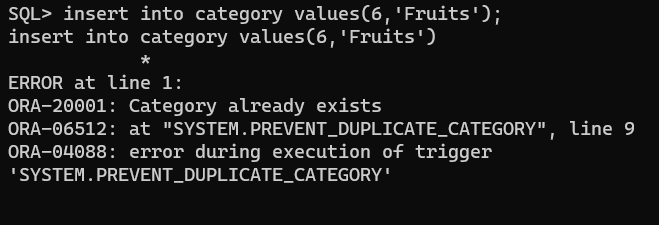 SQL> insert into category values(6,'Fruits');
insert into category values(6,'Fruits')
*
ERROR at line 1:
ORA-20001: Category already exists
ORA-06512: at "SYSTEM.PREVENT_DUPLICATE_CATEGORY", line 9
ORA-04088: error during execution of trigger
'SYSTEM.PREVENT_DUPLICATE_CATEGORY'